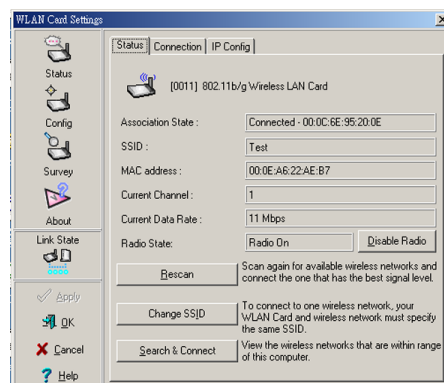 WLAN Card Settings
Status
Config
Survey
About
Link State
Apply
OK
Cancel
Help
Status Connection IP Config
[0011] 802.11b/g Wireless LAN Card
Association State : Connected - 00:0C:6E:95:20:0E
SSID : Test
MAC address : 00:0E:A6:22:AE:B7
Current Channel : 1
Current Data Rate : 11 Mbps
Radio State: Radio On Disable Radio
Rescan
Scan again for available wireless networks and
connect the one that has the best signal level.
Change SSID
To connect to one wireless network, your
WLAN Card and wireless network must specify
the same SSID.
Search & Connect
View the wireless networks that are within range
of this computer.